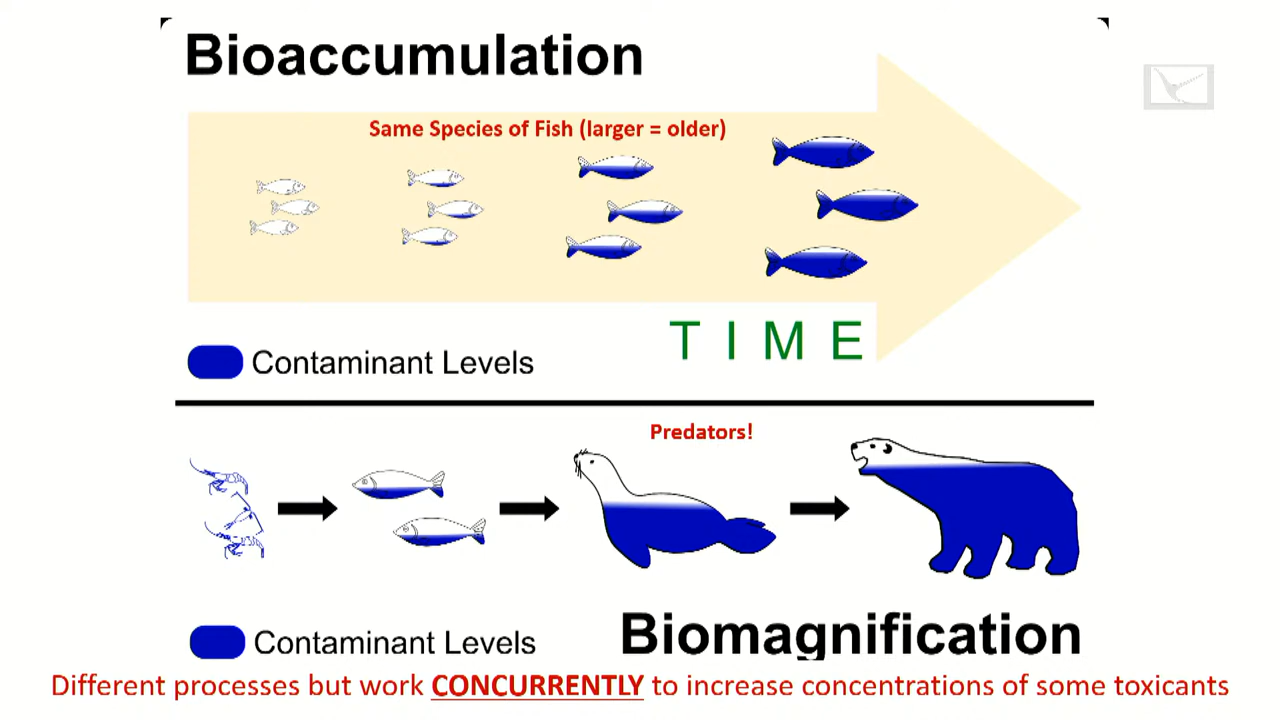 Bioaccumulation
Same Species of Fish (larger = older)
T I M E
Contaminant Levels
Predators!
Contaminant Levels
Biomagnification
Different processes but work CONCURRENTLY to increase concentrations of some toxicants